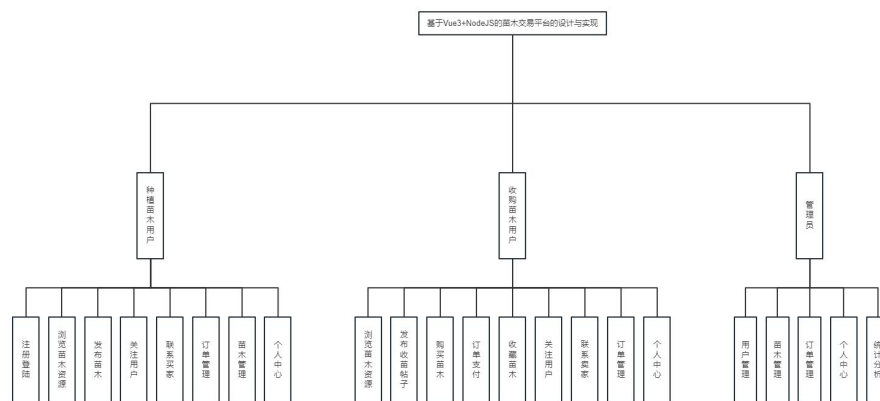 基于Vue3+NodeJS的苗木交易平台的设计与实现
种植苗木用户
收购苗木用户
管理员
注册登陆
浏览苗木资源
发布苗木
关注用户
联系买家
订单管理
苗木管理
个人中心
浏览苗木资源
发布收苗帖子
购买苗木
订单支付
收藏苗木
关注用户
联系卖家
订单管理
个人中心
用户管理
苗木管理
订单管理
个人中心
统计分析